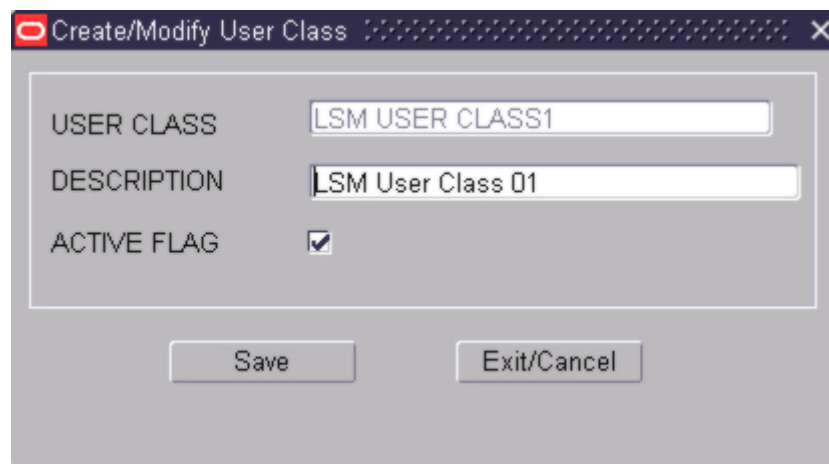 Create/Modify User Class
USER CLASS LSM USER CLASS1
DESCRIPTION LSM User Class 01
ACTIVE FLAG
Save Exit/Cancel